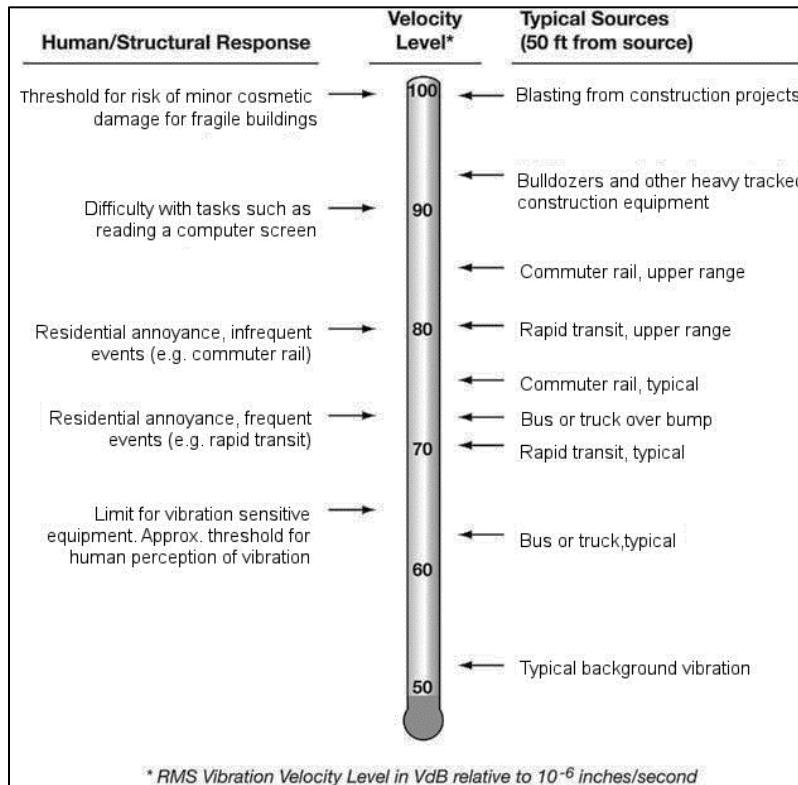 Human/Structural Response
Velocity
Level*
Typical Sources
(50 ft from source)
Threshold for risk of minor cosmetic
damage for fragile buildings
100
Blasting from construction projects
Bulldozers and other heavy tracked
construction equipment
Difficulty with tasks such as
reading a computer screen
90
Commuter rail, upper range
Residential annoyance, infrequent
events (e.g. commuter rail)
80
Rapid transit, upper range
Commuter rail, typical
Residential annoyance, frequent
events (e.g. rapid transit)
Bus or truck over bump
70
Rapid transit, typical
Limit for vibration sensitive
equipment. Approx. threshold for
human perception of vibration
Bus or truck,typical
60
Typical background vibration
50
* RMS Vibration Velocity Level in VdB relative to 10⁻⁶ inches/second